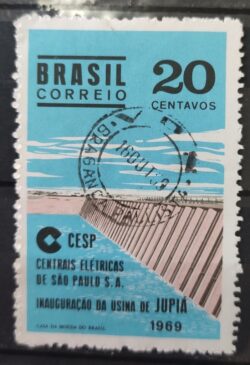 BRASIL 20
CORREIO CENTAVOS
CESP
CENTRAIS ELÉTRICAS
DE SÃO PAULO S.A.
INAUGURAÇÃO DA USINA DE JUPIÁ
1969
CASA DA MOEDA DO BRASIL